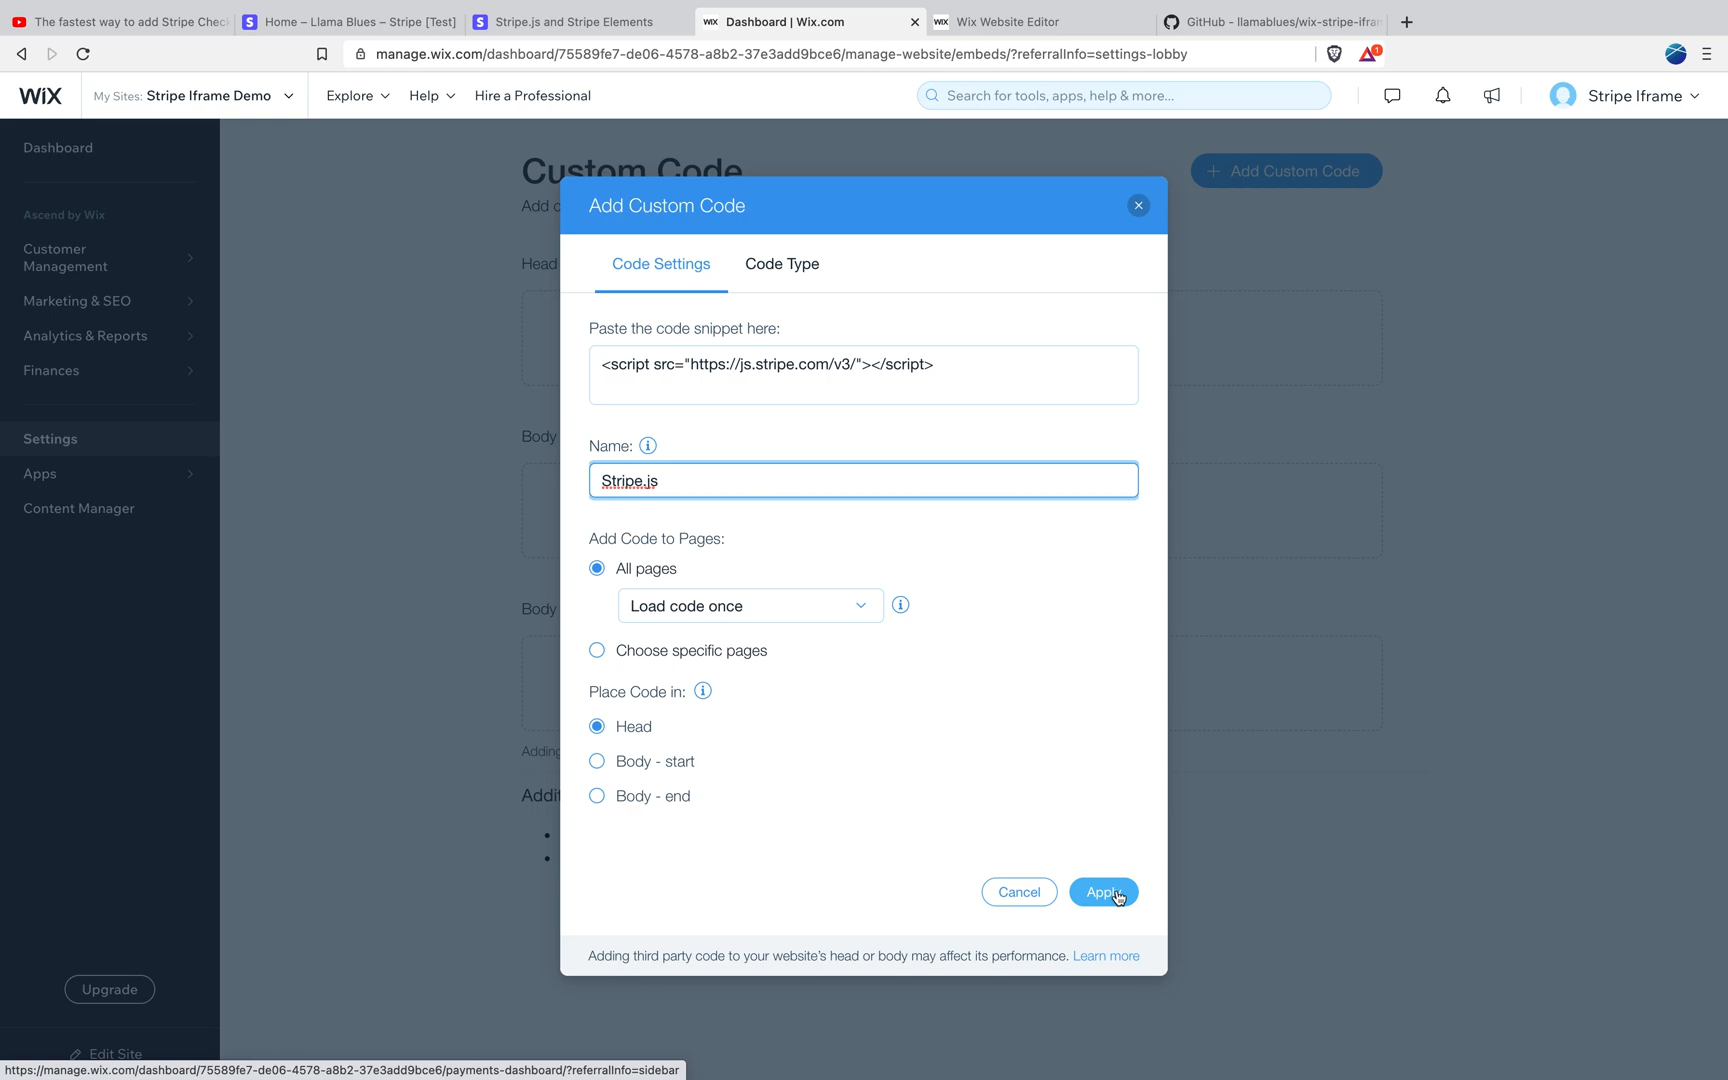 The fastest way to add Stripe Chec
Home – Llama Blues – Stripe [Test]
Stripe.js and Stripe Elements
WIX Dashboard | Wix.com
WIX Wix Website Editor
GitHub - llamablues/wix-stripe-ifran
manage.wix.com/dashboard/75589fe7-de06-4578-a8b2-37e3add9bce6/manage-website/embeds/?referralInfo=settings-lobby
1
WIX
My Sites: Stripe Iframe Demo
Explore
Help
Hire a Professional
Search for tools, apps, help & more...
Stripe Iframe
Dashboard
Ascend by Wix
Customer
Management
Marketing & SEO
Analytics & Reports
Finances
Settings
Apps
Content Manager
Upgrade
Edit Site
Custom Code
Add Custom Code
Add c
Head
Body
Body
Adding
Addit
Add Custom Code
Code Settings
Code Type
Paste the code snippet here:
<script src="https://js.stripe.com/v3/"></script>
Name:
Stripe.js
Add Code to Pages:
All pages
Load code once
Choose specific pages
Place Code in:
Head
Body - start
Body - end
Cancel
Apply
Adding third party code to your website's head or body may affect its performance. Learn more
https://manage.wix.com/dashboard/75589fe7-de06-4578-a8b2-37e3add9bce6/payments-dashboard/?referralInfo=sidebar